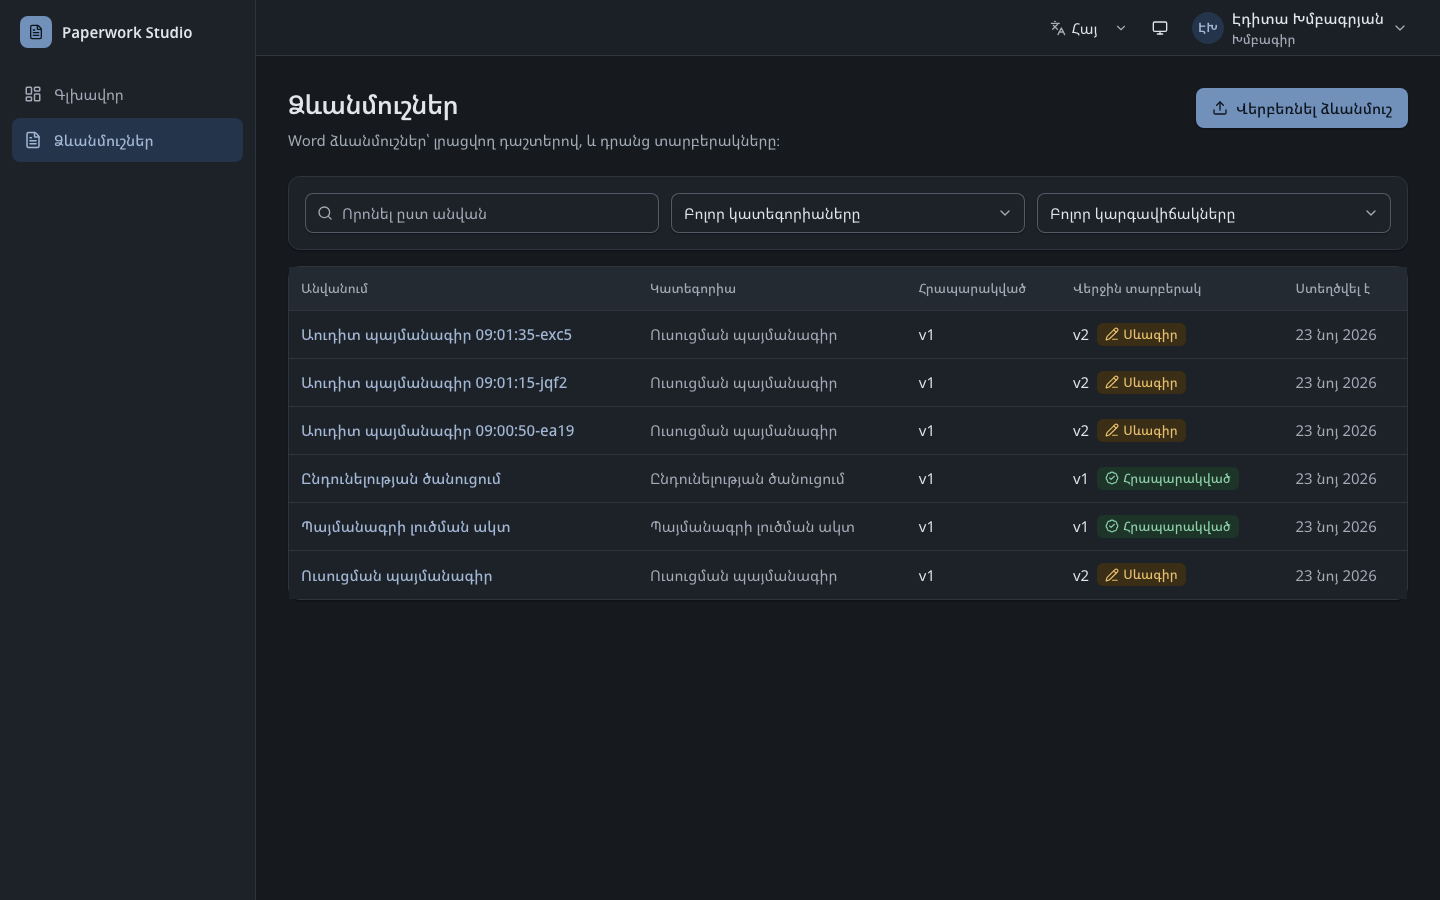 Paperwork Studio
Գլխավոր
Ձևանմուշներ
Հայ
ԷԽ
Էդիտա Խմբագրյան
Խմբագիր
Ձևանմուշներ
Word ձևանմուշներ՝ լրացվող դաշտերով, և դրանց տարբերակները:
Վերբեռնել ձևանմուշ
Որոնել ըստ անվան
Բոլոր կատեգորիաները
Բոլոր կարգավիճակները
Անվանում Կատեգորիա Հրապարակված Վերջին տարբերակ Ստեղծվել է
Աուդիտ պայմանագիր 09:01:35-exc5 Ուսուցման պայմանագիր v1 v2 Սևագիր 23 նոյ 2026
Աուդիտ պայմանագիր 09:01:15-jqf2 Ուսուցման պայմանագիր v1 v2 Սևագիր 23 նոյ 2026
Աուդիտ պայմանագիր 09:00:50-ea19 Ուսուցման պայմանագիր v1 v2 Սևագիր 23 նոյ 2026
Ընդունելության ծանուցում Ընդունելության ծանուցում v1 v1 Հրապարակված 23 նոյ 2026
Պայմանագրի լուծման ակտ Պայմանագրի լուծման ակտ v1 v1 Հրապարակված 23 նոյ 2026
Ուսուցման պայմանագիր Ուսուցման պայմանագիր v1 v2 Սևագիր 23 նոյ 2026